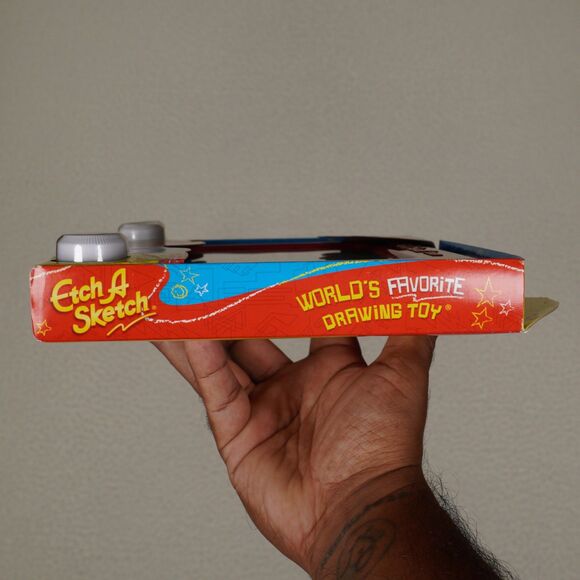 Etch A
Sketch
WORLD'S FAVORITE
DRAWING TOY®